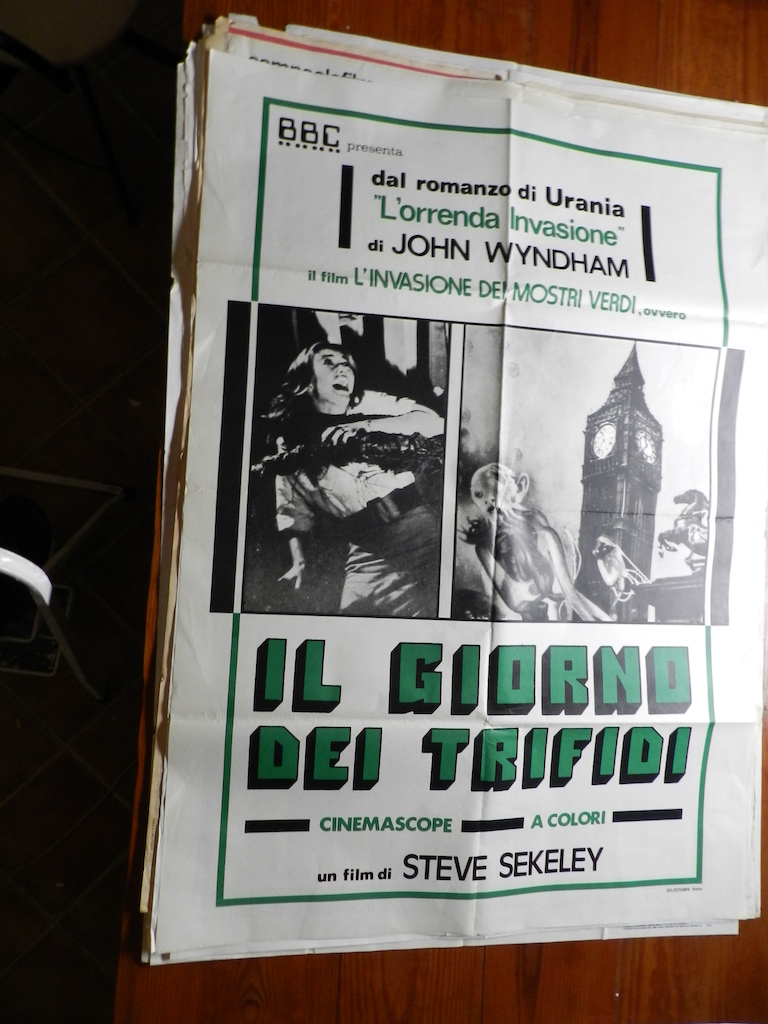 BBC presenta
dal romanzo di Urania
"L'orrenda Invasione"
di JOHN WYNDHAM
il film L'INVASIONE DEI MOSTRI VERDI, ovvero
IL GIORNO
DEI TRIFIDI
CINEMASCOPE A COLORI
un film di STEVE SEKELEY